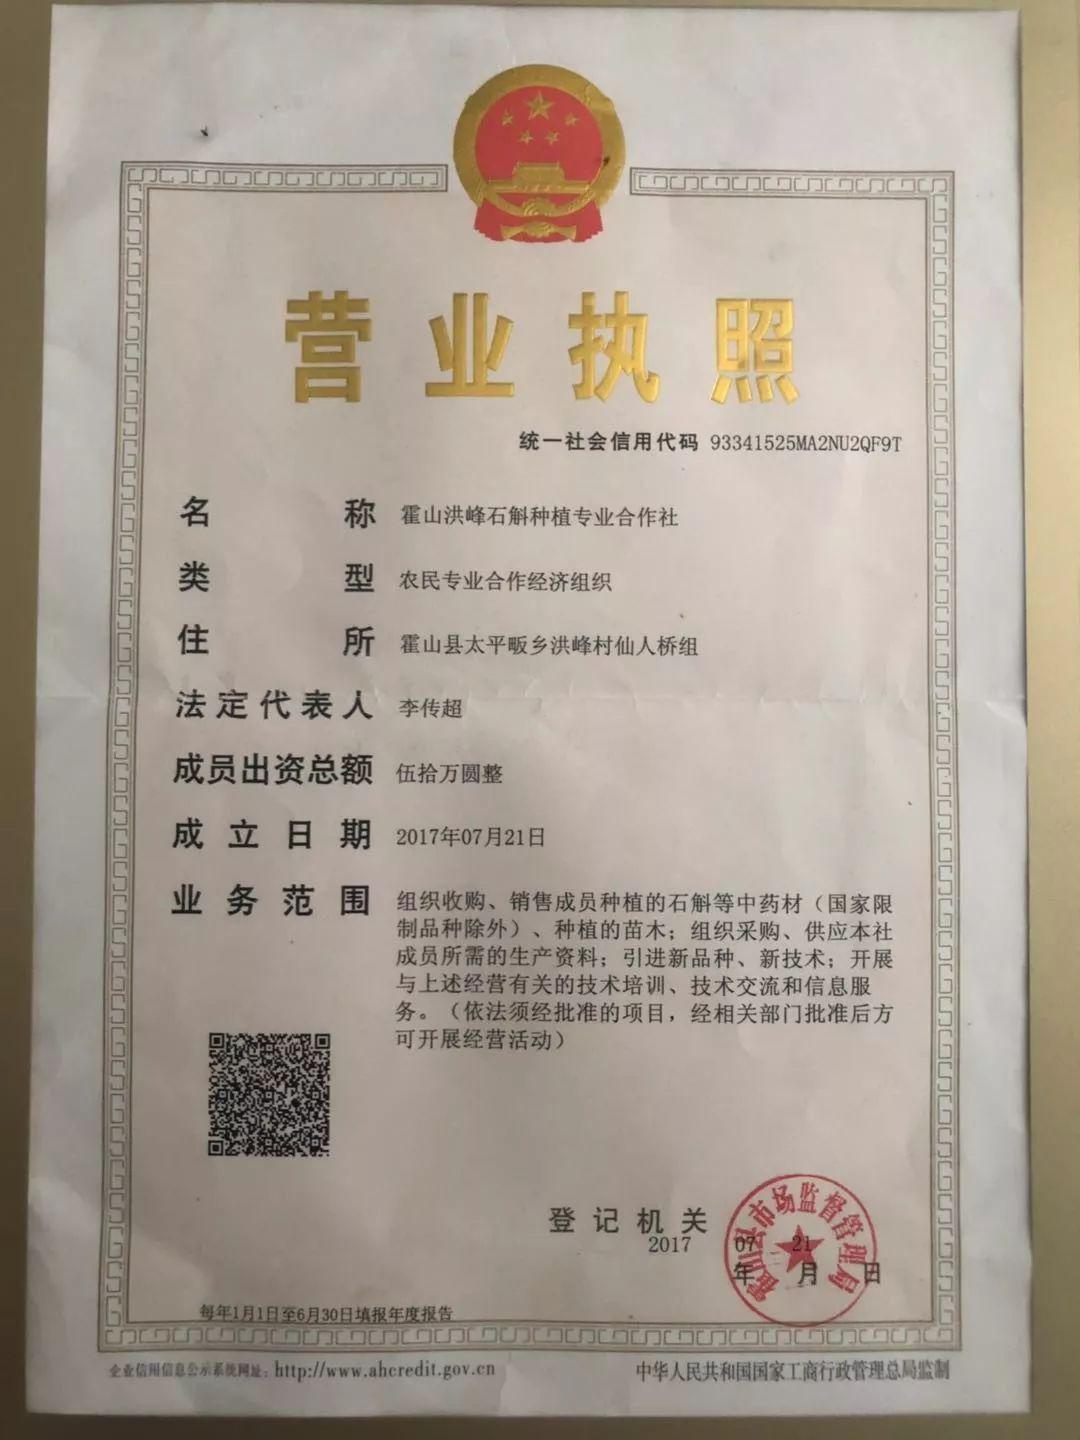 营业执照
统一社会信用代码 93341525MA2NU2QF9T
名称 霍山洪峰石斛种植专业合作社
类型 农民专业合作经济组织
住所 霍山县太平畈乡洪峰村仙人桥组
法定代表人 李传超
成员出资总额 伍拾万圆整
成立日期 2017年07月21日
业务范围 组织收购、销售成员种植的石斛等中药材（国家限
制品种除外）、种植的苗木；组织采购、供应本社
成员所需的生产资料；引进新品种、新技术；开展
与上述经营有关的技术培训、技术交流和信息服
务。（依法须经批准的项目，经相关部门批准后方
可开展经营活动）
登记机关
霍山县市场监督管理局
2017 07 21
年 月 日
每年1月1日至6月30日填报年度报告
企业信用信息公示系统网址：http://www.ahcredit.gov.cn
中华人民共和国国家工商行政管理总局监制